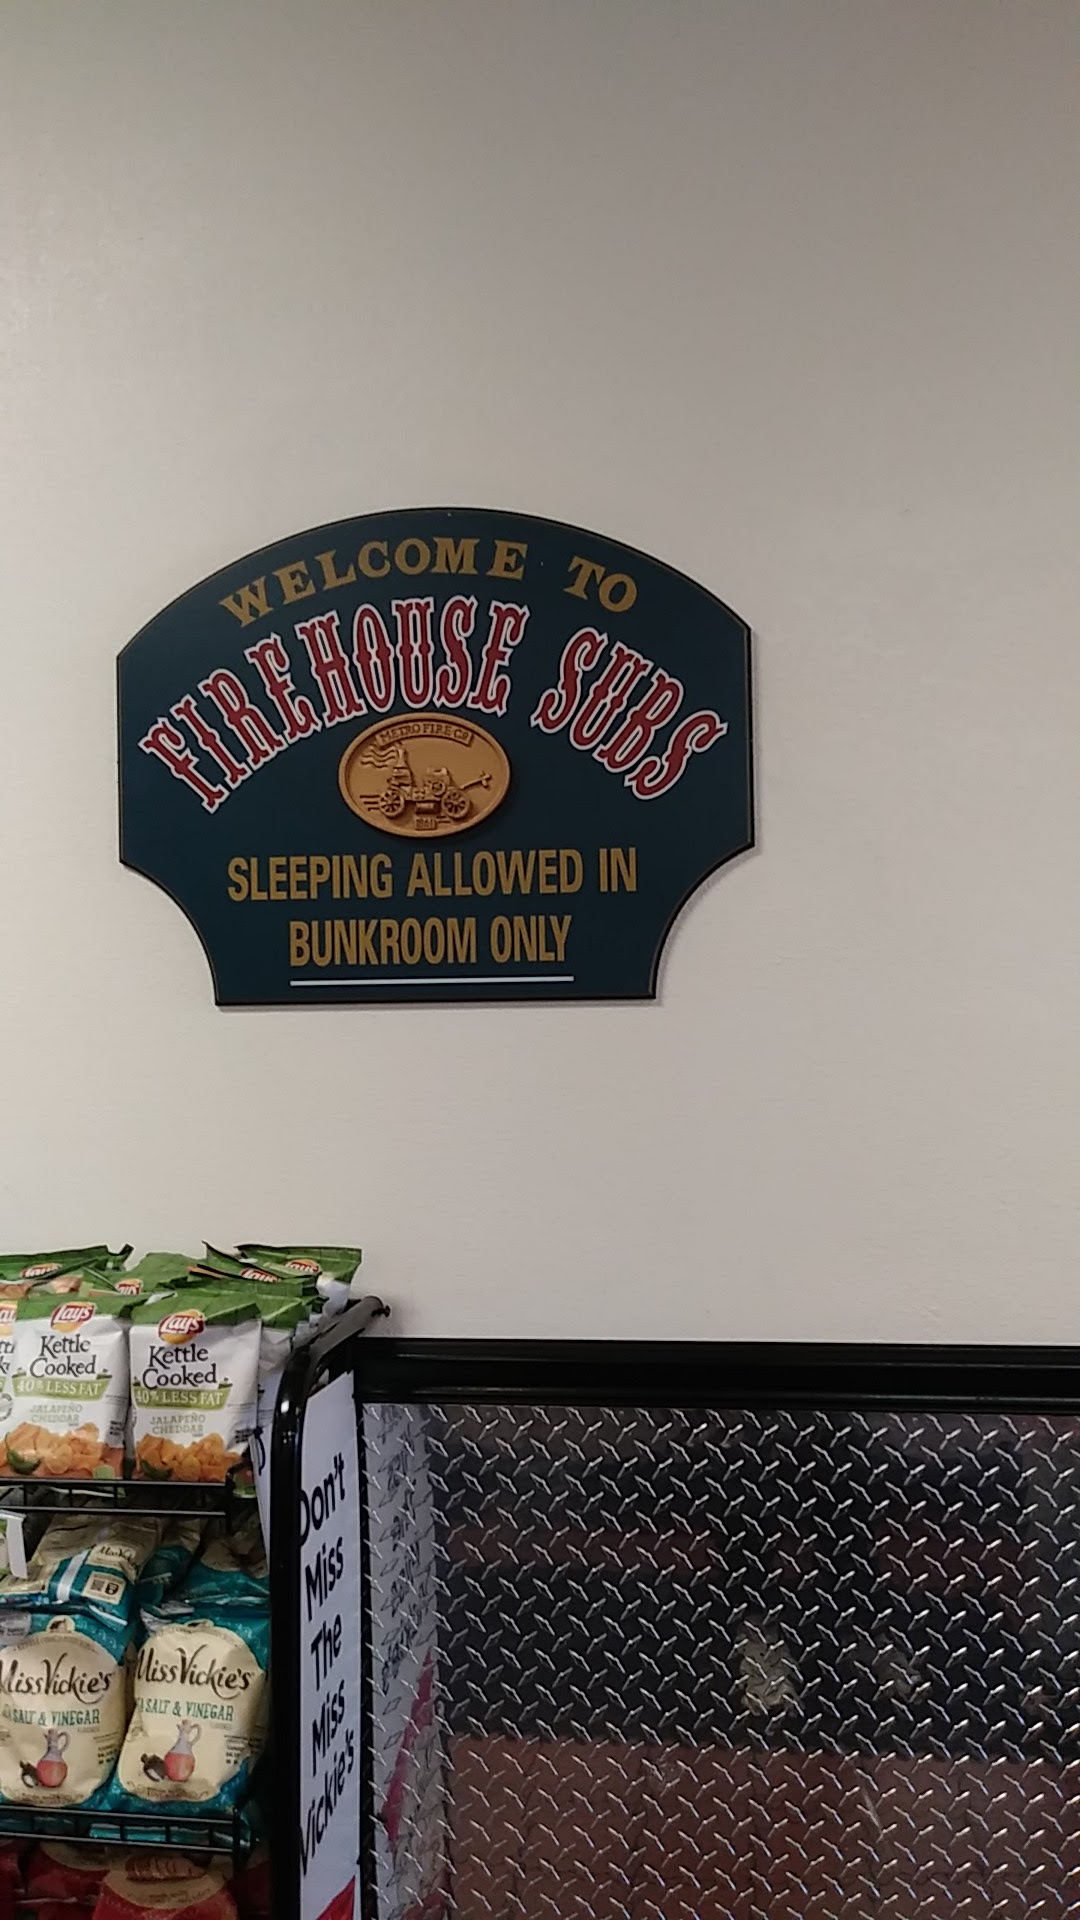 WELCOME TO
FIREHOUSE SUBS
METRO FIRE CO.
SLEEPING ALLOWED IN
BUNKROOM ONLY
Lay's
Lay's
Lay's
Kettle
Cooked
40% LESS FAT
JALAPEÑO
CHEDDAR
Lay's
Kettle
Cooked
40% LESS FAT
JALAPEÑO
CHEDDAR
Miss Vickie's
SALT & VINEGAR
Miss Vickie's
SALT & VINEGAR
Don't
Miss
The
Miss
Vickie's